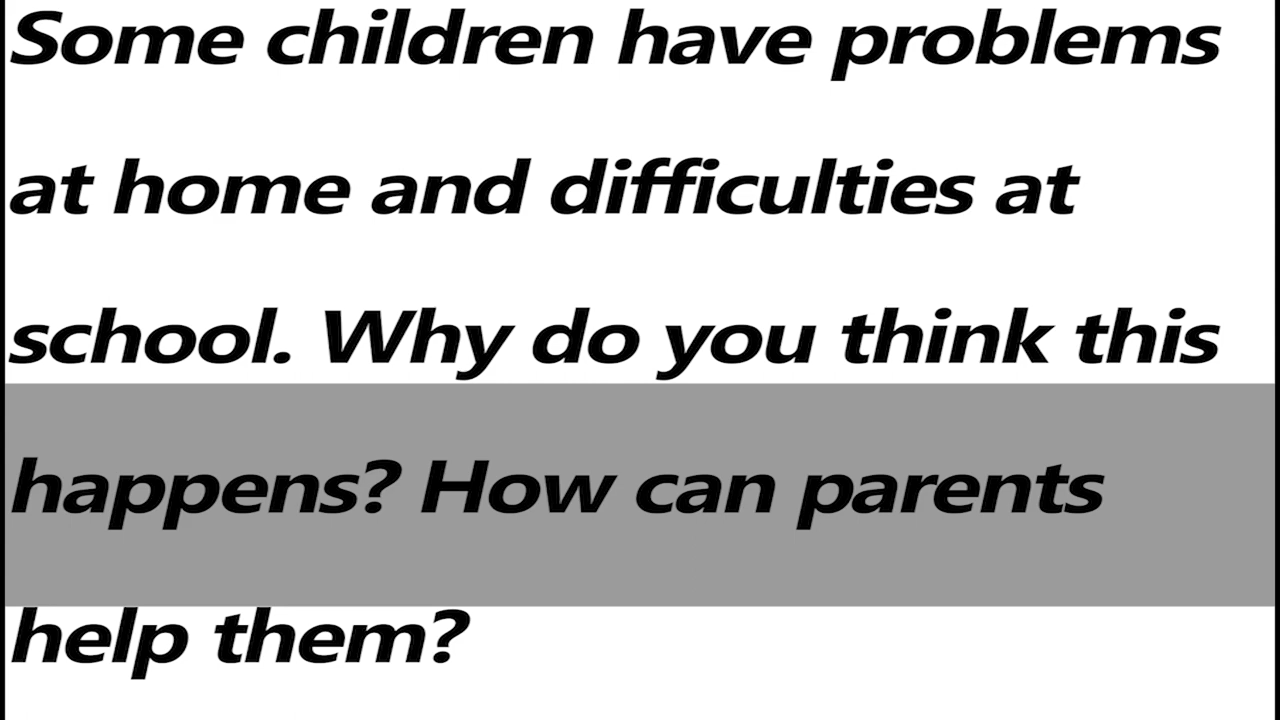 Some children have problems
at home and difficulties at
school. Why do you think this
happens? How can parents
help them?